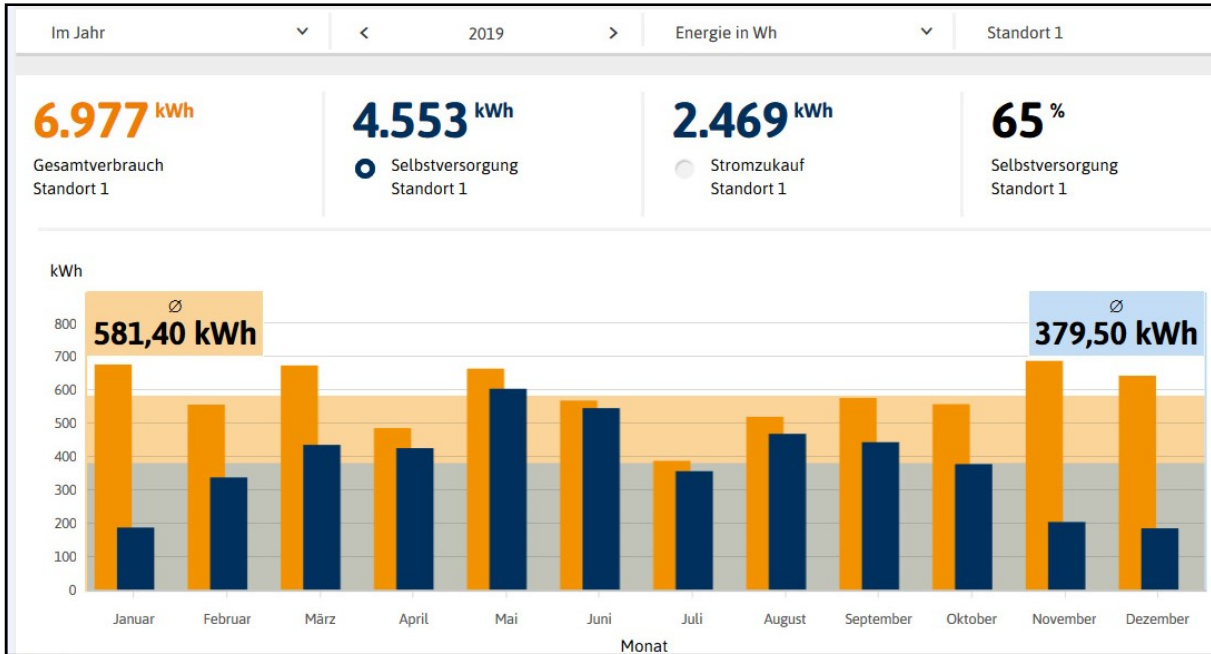 Im Jahr 2019 Energie in Wh Standort 1
6.977 kWh 4.553 kWh 2.469 kWh 65 %
Gesamtverbrauch Selbstversorgung Stromzukauf Selbstversorgung
Standort 1 Standort 1 Standort 1 Standort 1
kWh
Ø Ø
581,40 kWh 379,50 kWh
800
700
600
500
400
300
200
100
0
Januar Februar März April Mai Juni Juli August September Oktober November Dezember
Monat